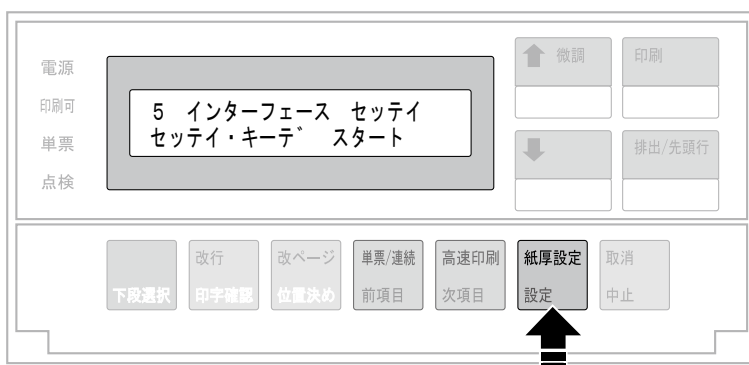 電源
印刷可
単票
点検
5 インターフェース セッテイ
セッテイ・キーデ゛ スタート
微調
印刷
排出/先頭行
下段選択
改行
印字確認
改ページ
位置決め
単票/連続
前項目
高速印刷
次項目
紙厚設定
設定
取消
中止